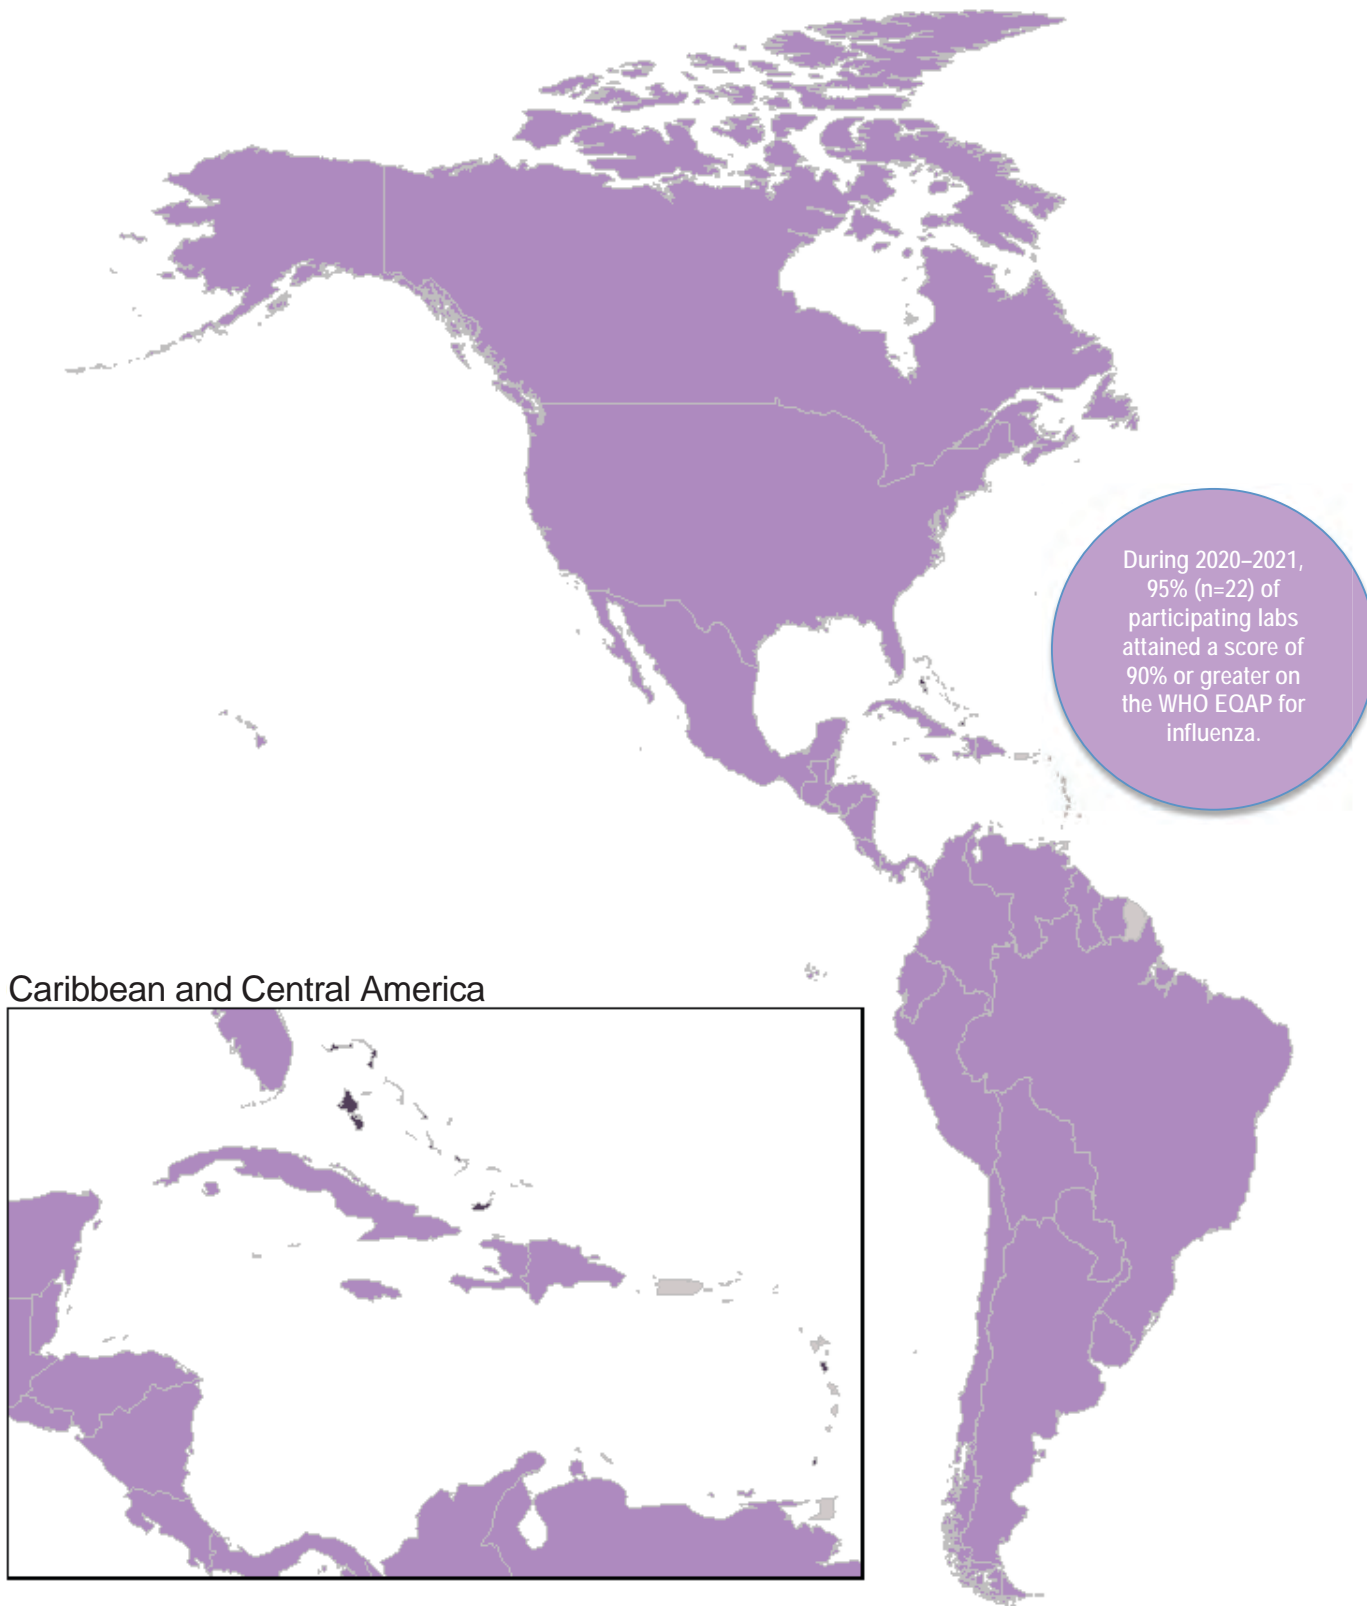 During 2020–2021,
95% (n=22) of
participating labs
attained a score of
90% or greater on
the WHO EQAP for
influenza.
Caribbean and Central America